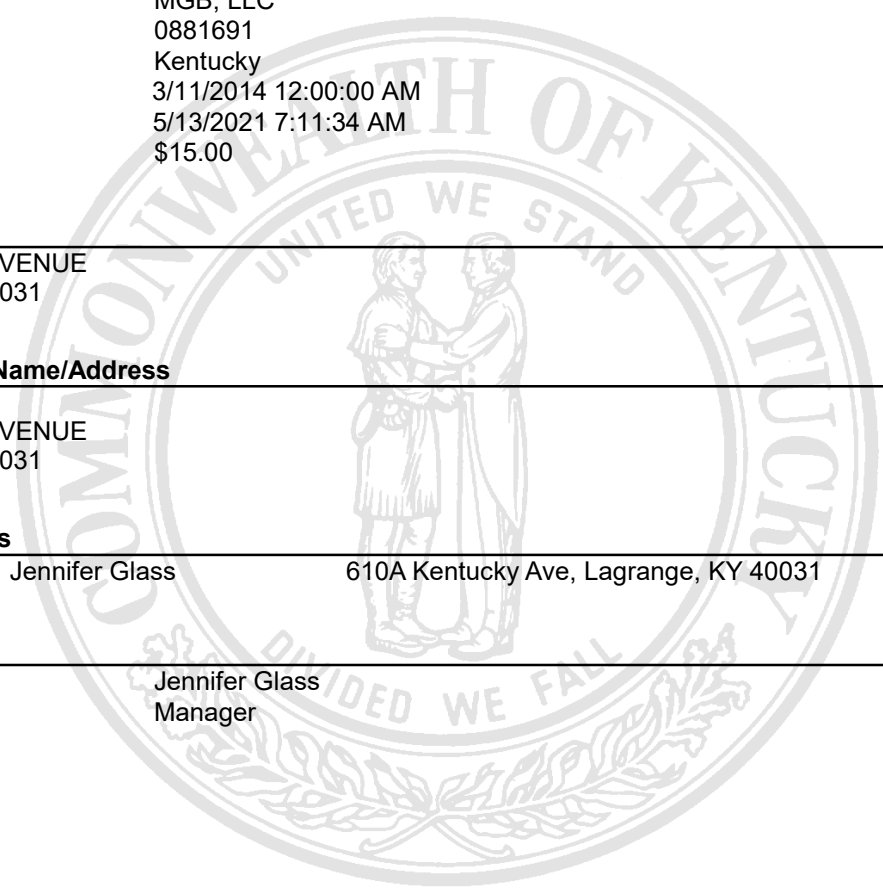 MGB, LLC
0881691
Kentucky
3/11/2014 12:00:00 AM
5/13/2021 7:11:34 AM
$15.00
COMMONWEALTH OF KENTUCKY
UNITED WE STAND
VENUE
031
Name/Address
VENUE
031
s
Jennifer Glass 610A Kentucky Ave, Lagrange, KY 40031
DIVIDED WE FALL
Jennifer Glass
Manager